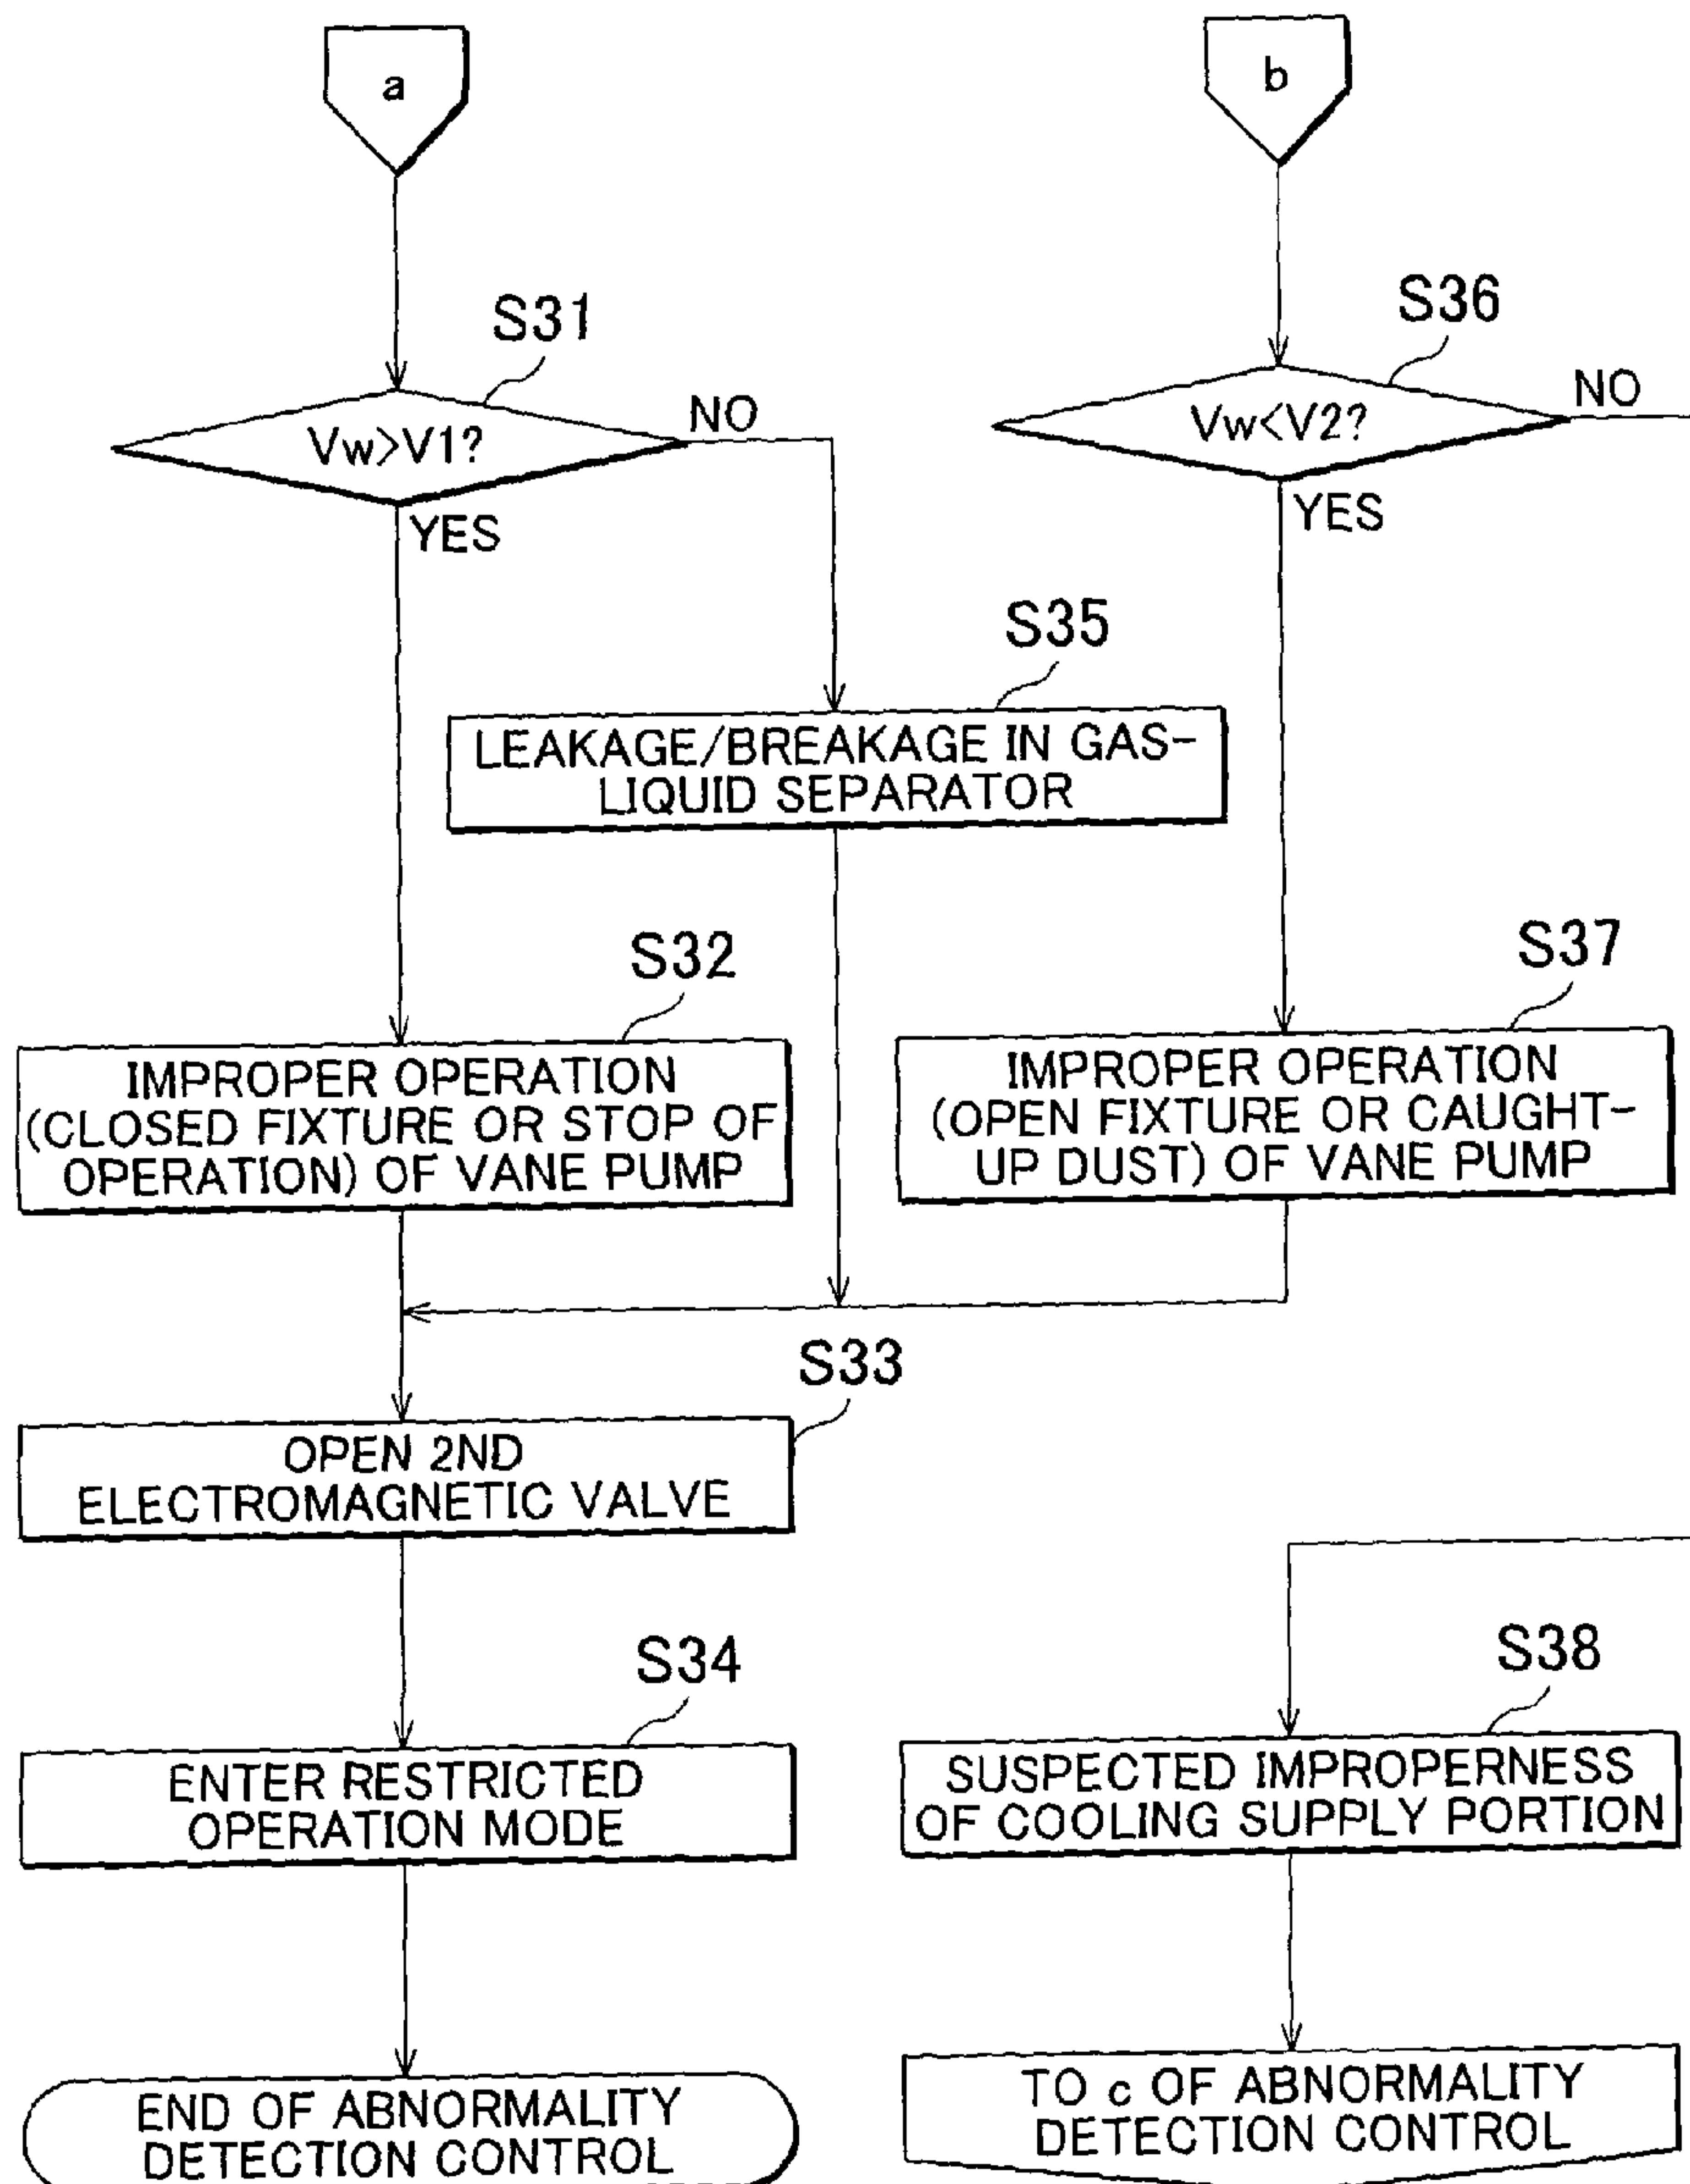 a
b
S31
S36
Vw>V1?
NO
Vw<V2?
NO
YES
YES
S35
LEAKAGE/BREAKAGE IN GAS-
LIQUID SEPARATOR
S32
S37
IMPROPER OPERATION
(CLOSED FIXTURE OR STOP OF
OPERATION) OF VANE PUMP
IMPROPER OPERATION
(OPEN FIXTURE OR CAUGHT-
UP DUST) OF VANE PUMP
S33
OPEN 2ND
ELECTROMAGNETIC VALVE
S34
S38
ENTER RESTRICTED
OPERATION MODE
SUSPECTED IMPROPERNESS
OF COOLING SUPPLY PORTION
END OF ABNORMALITY
DETECTION CONTROL
TO c OF ABNORMALITY
DETECTION CONTROL